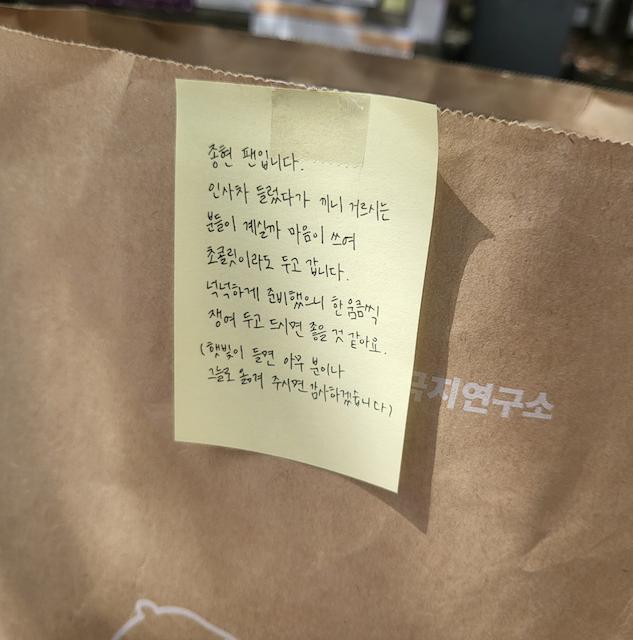 종현 팬입니다.
인사차 들렀다가 끼니 거르시는
분들이 계실까 마음이 쓰여
초콜릿이라도 두고 갑니다.
넉넉하게 준비했으니 한 움큼씩
쟁여 두고 드시면 좋을 것 같아요.
(햇빛이 들면 아무 분이나
그늘로 옮겨 주시면 감사하겠습니다)
지연구소